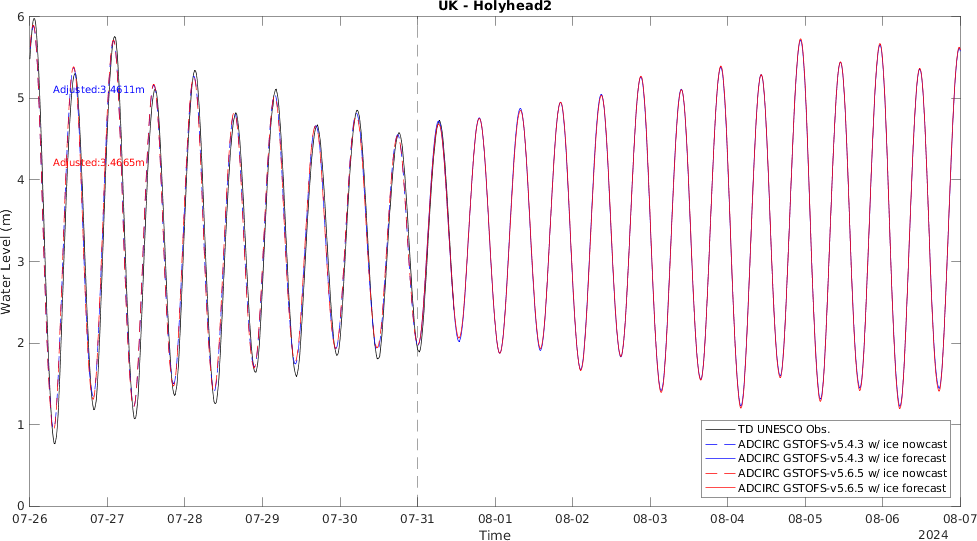 UK - Holyhead2
Water Level (m)
6
5
4
3
2
1
0
Adjusted:3.4611m
Adjusted:3.4665m
TD UNESCO Obs.
ADCIRC GSTOFS-v5.4.3 w/ ice nowcast
ADCIRC GSTOFS-v5.4.3 w/ ice forecast
ADCIRC GSTOFS-v5.6.5 w/ ice nowcast
ADCIRC GSTOFS-v5.6.5 w/ ice forecast
07-26 07-27 07-28 07-29 07-30 07-31 08-01 08-02 08-03 08-04 08-05 08-06 08-07
Time
2024